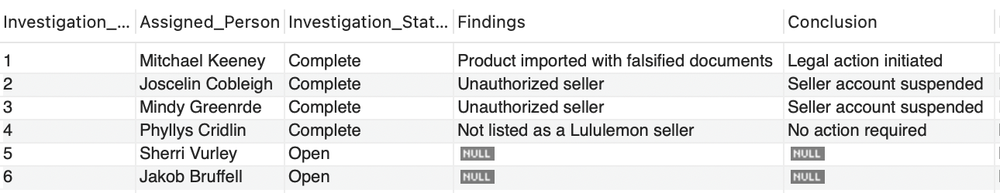 Investigation_... Assigned_Person Investigation_Stat... Findings Conclusion
1 Mitchael Keeney Complete Product imported with falsified documents Legal action initiated
2 Joscelin Cobleigh Complete Unauthorized seller Seller account suspended
3 Mindy Greenrde Complete Unauthorized seller Seller account suspended
4 Phyllys Cridlin Complete Not listed as a Lululemon seller No action required
5 Sherri Vurley Open NULL NULL
6 Jakob Bruffell Open NULL NULL